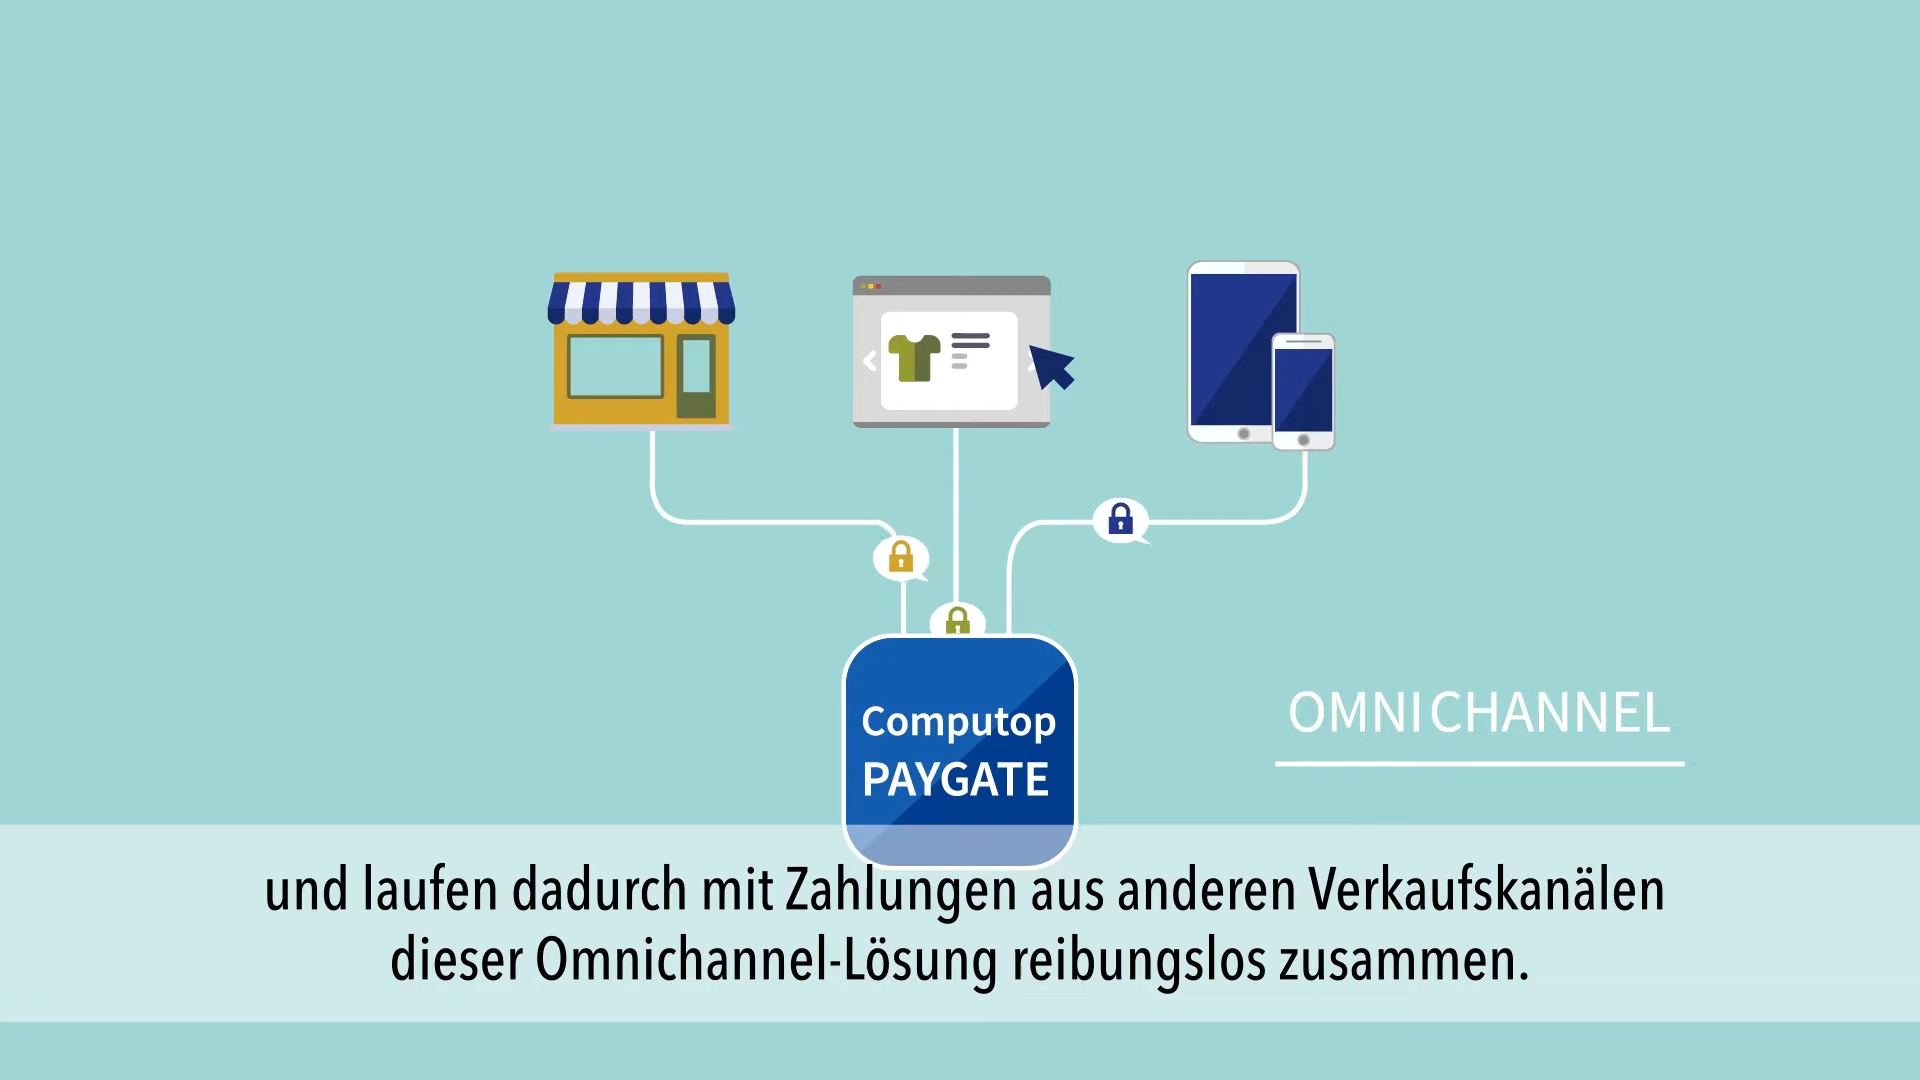 Computop
PAYGATE
OMNICHANNEL
und laufen dadurch mit Zahlungen aus anderen Verkaufskanälen
dieser Omnichannel-Lösung reibungslos zusammen.